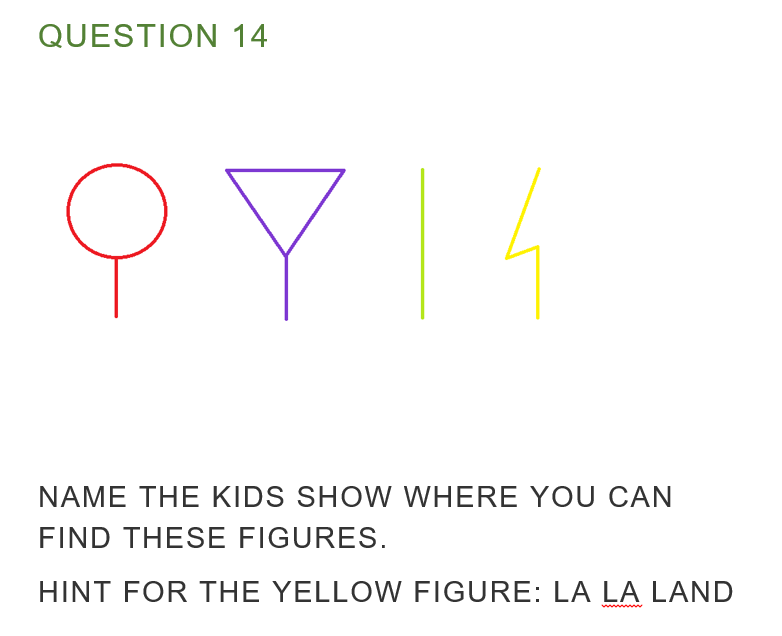 QUESTION 14
NAME THE KIDS SHOW WHERE YOU CAN
FIND THESE FIGURES.
HINT FOR THE YELLOW FIGURE: LA LA LAND